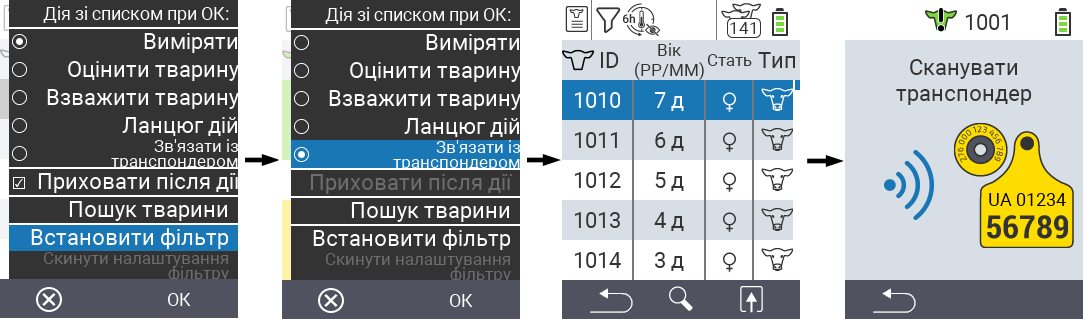 Дія зі списком при ОК:
Виміряти
Оцінити тварину
Зважити тварину
Ланцюг дій
Зв'язати із
транспондером
Приховати після дії
Пошук тварини
Встановити фільтр
Скинути налаштування
фільтру
ОК
Дія зі списком при ОК:
Виміряти
Оцінити тварину
Зважити тварину
Ланцюг дій
Зв'язати із
транспондером
Приховати після дії
Пошук тварини
Встановити фільтр
Скинути налаштування
фільтру
ОК
6h
141
ID Вік (РР/ММ) Стать Тип
1010 7 д
1011 6 д
1012 5 д
1013 4 д
1014 3 д
1001
Сканувати
транспондер
276 000 123 456 789
UA 01234
56789